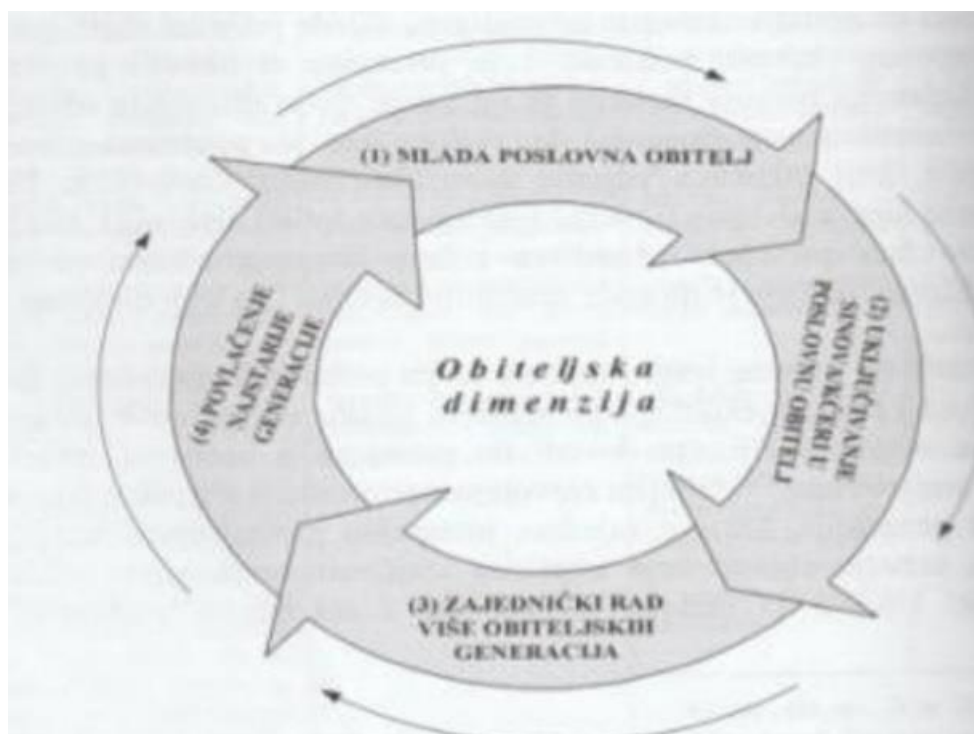 (1) MLADA POSLOVNA OBITELJ
(2) UKLJUČIVANJE
SINOVA/KĆERI U
POSLOVNU OBITELJ
Obiteljska
dimenzija
(4) POVLAČENJE
NAJSTARIJE
GENERACIJE
(3) ZAJEDNIČKI RAD
VIŠE OBITELJSKIH
GENERACIJA